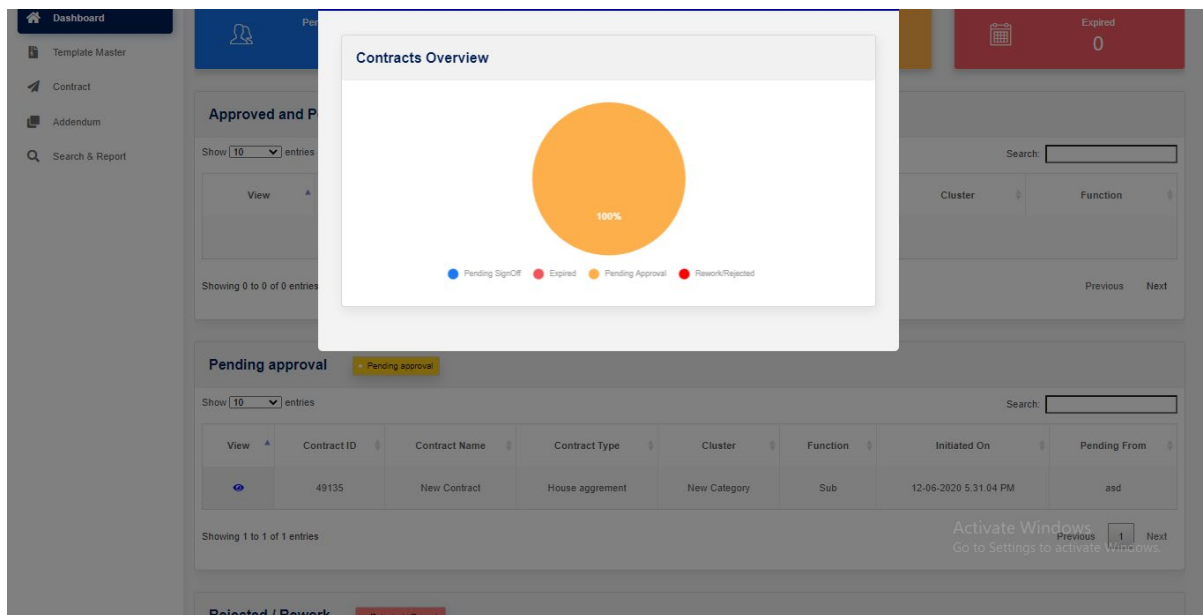 Dashboard
Template Master
Contract
Addendum
Search & Report
Per
Expired
0
Contracts Overview
100%
Pending SignOff Expired Pending Approval Rework/Rejected
Approved and P
Show 10 entries
Search:
View Cluster Function
Showing 0 to 0 of 0 entries
Previous Next
Pending approval Pending approval
Show 10 entries
Search:
View Contract ID Contract Name Contract Type Cluster Function Initiated On Pending From
49135 New Contract House aggrement New Category Sub 12-06-2020 5.31.04 PM asd
Showing 1 to 1 of 1 entries
Previous 1 Next
Activate Windows
Go to Settings to activate Windows.
Rejected / Rework